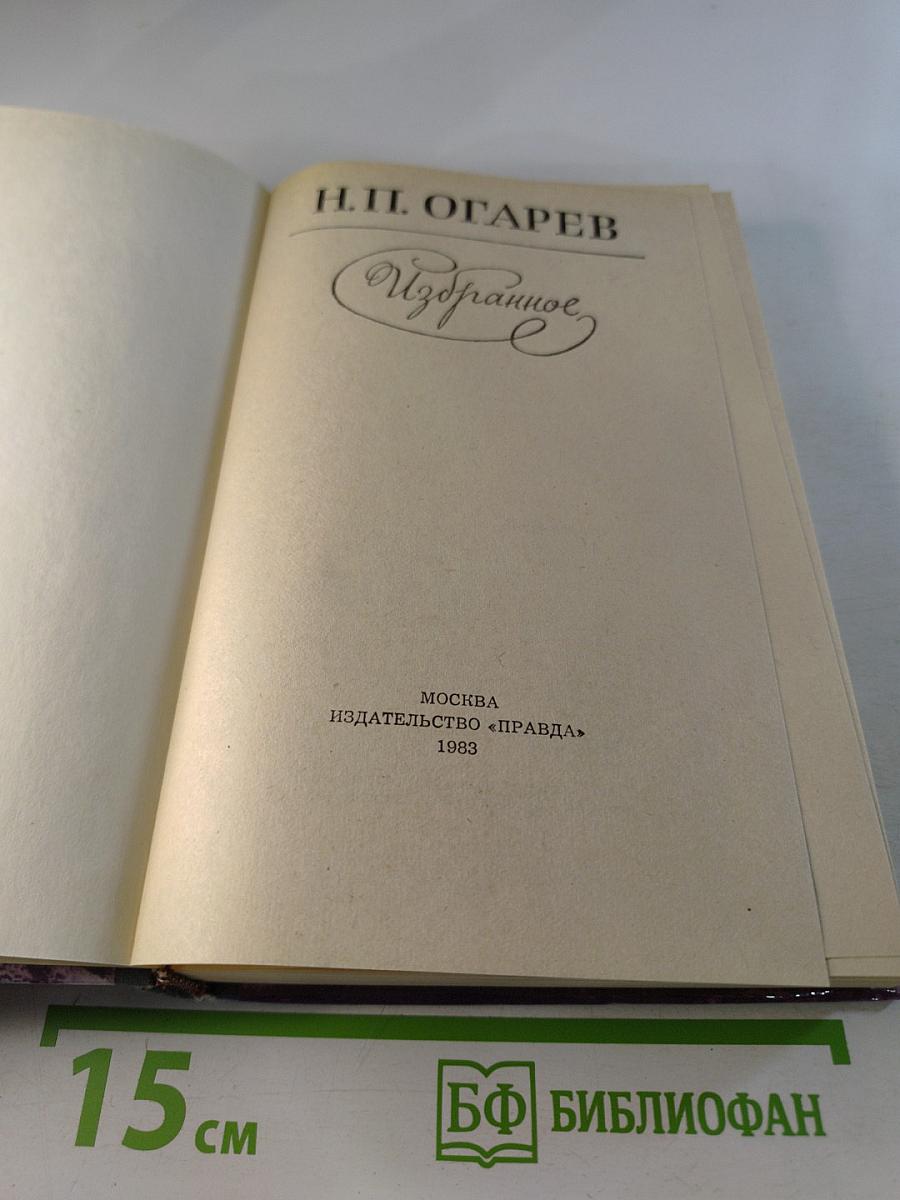 Н. П. ОГАРЕВ
Избранное
МОСКВА
ИЗДАТЕЛЬСТВО «ПРАВДА»
1983
15 см
БФ БИБЛИОФАН